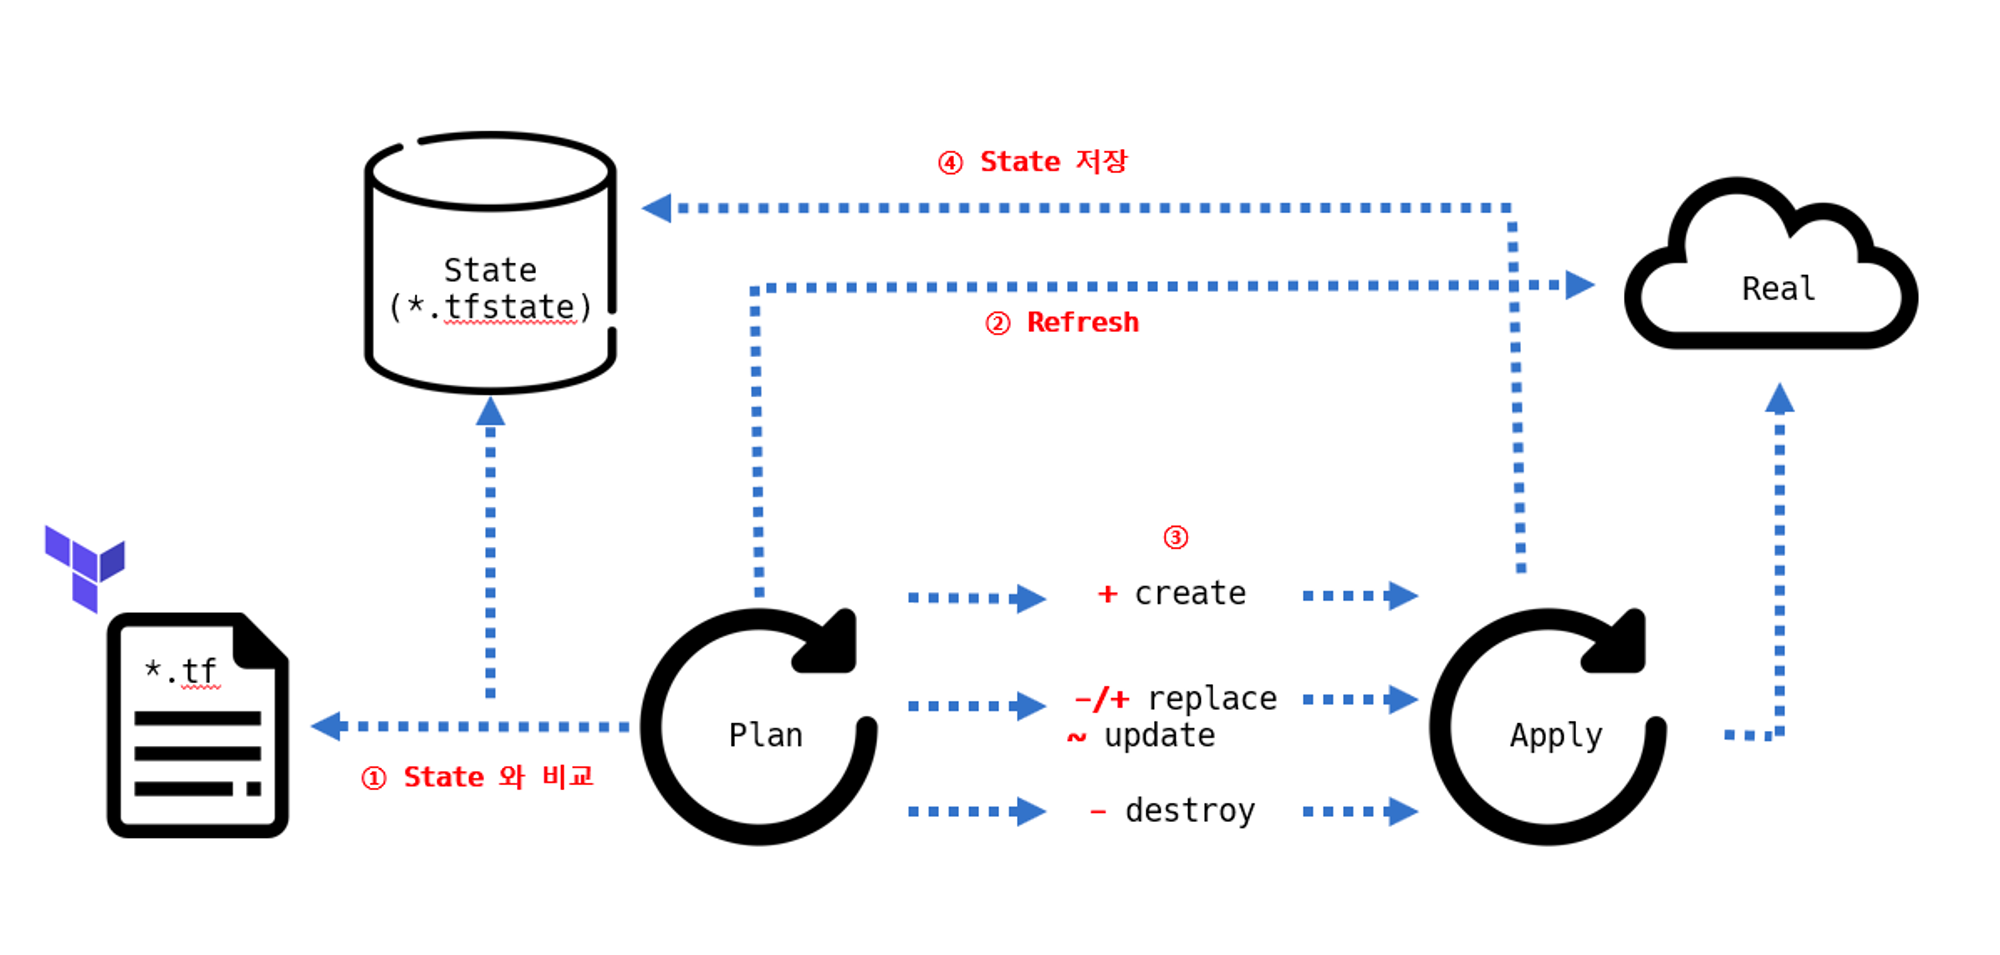 ④ State 저장
State
(*.tfstate)
Real
② Refresh
③
+ create
*.tf
-/+ replace
~ update
Plan
Apply
① State 와 비교
- destroy